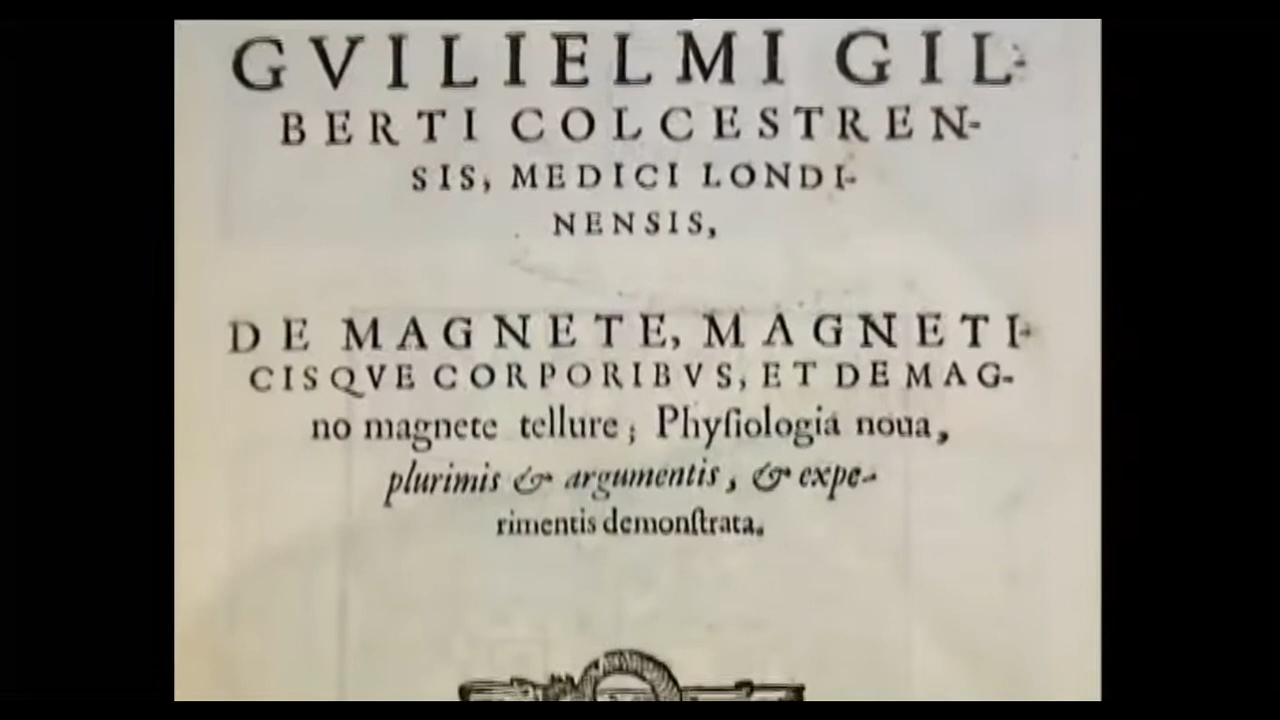 GVILIELMI GIL-
BERTI COLCESTREN-
SIS, MEDICI LONDI-
NENSIS,
DE MAGNETE, MAGNETI-
CISQVE CORPORIBVS, ET DE MAG-
no magnete tellure; Phyſiologia noua,
plurimis & argumentis, & expe-
rimentis demonſtrata.